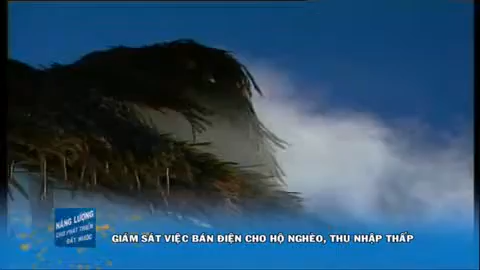 NĂNG LƯỢNG
CHO PHÁT TRIỂN
ĐẤT NƯỚC
GIÁM SÁT VIỆC BÁN ĐIỆN CHO HỘ NGHÈO, THU NHẬP THẤP